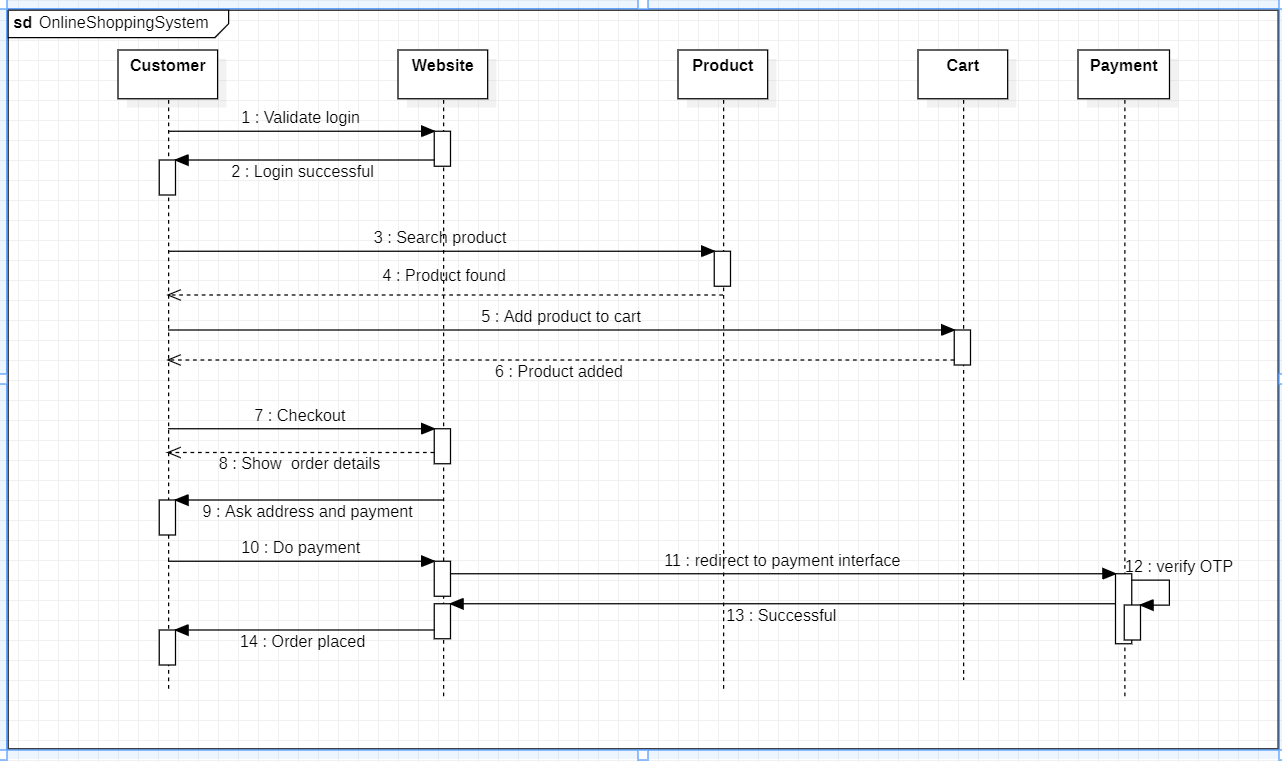 sd OnlineShoppingSystem
Customer Website Product Cart Payment
1 : Validate login
2 : Login successful
3 : Search product
4 : Product found
5 : Add product to cart
6 : Product added
7 : Checkout
8 : Show  order details
9 : Ask address and payment
10 : Do payment
11 : redirect to payment interface
12 : verify OTP
13 : Successful
14 : Order placed